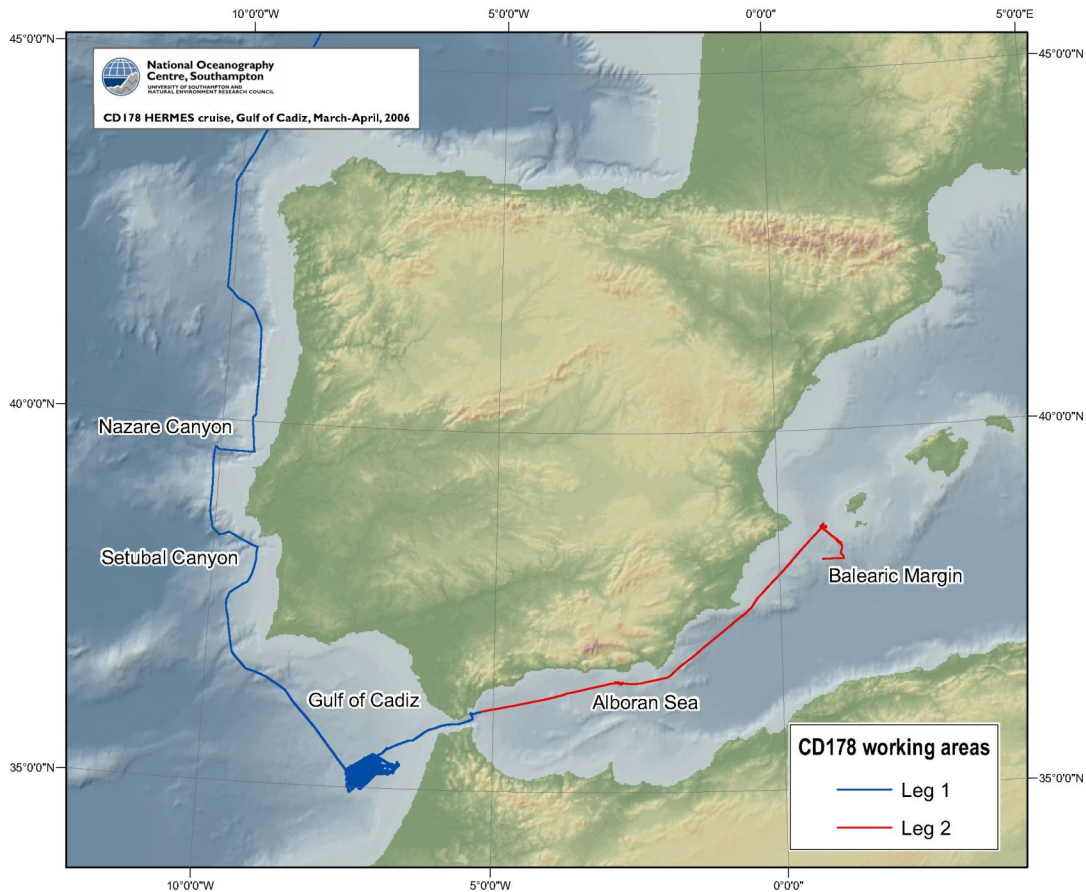 10°0'0"W 5°0'0"W 0°0'0" 5°0'0"E
45°0'0"N 45°0'0"N
National Oceanography
Centre, Southampton
UNIVERSITY OF SOUTHAMPTON AND
NATURAL ENVIRONMENT RESEARCH COUNCIL
CD178 HERMES cruise, Gulf of Cadiz, March-April, 2006
40°0'0"N 40°0'0"N
Nazare Canyon
Setubal Canyon
Balearic Margin
Gulf of Cadiz
Alboran Sea
35°0'0"N 35°0'0"N
CD178 working areas
Leg 1
Leg 2
10°0'0"W 5°0'0"W 0°0'0"